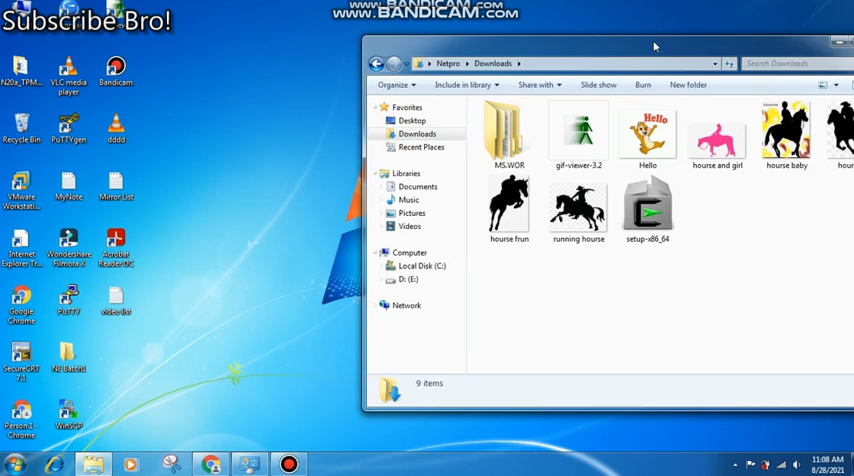 Subscribe Bro!
WWW.BANDICAM.COM
WWW.BANDICAM.COM
N20a_TPM...
VLC media
player
Bandicam
Recycle Bin
PuTTYgen
dddd
VMware
Workstati...
MyNote
Mirror List
Internet
Explorer Tr...
Wondershare
Filmora X
Acrobat
Reader DC
Google
Chrome
PuTTY
video list
SecureCRT
7.1
NE Batch1
Person 1 -
Chrome
WinSCP
Netpro
Downloads
Search Downloads
Organize
Include in library
Share with
Slide show
Burn
New folder
Favorites
Desktop
Downloads
Recent Places
Libraries
Documents
Music
Pictures
Videos
Computer
Local Disk (C:)
D: (E:)
Network
MS.WOR
gif-viewer-3.2
Hello
Hello
hourse and girl
hourse baby
hour
hourse frun
running hourse
setup-x86_64
9 items
11:08 AM
8/28/2021